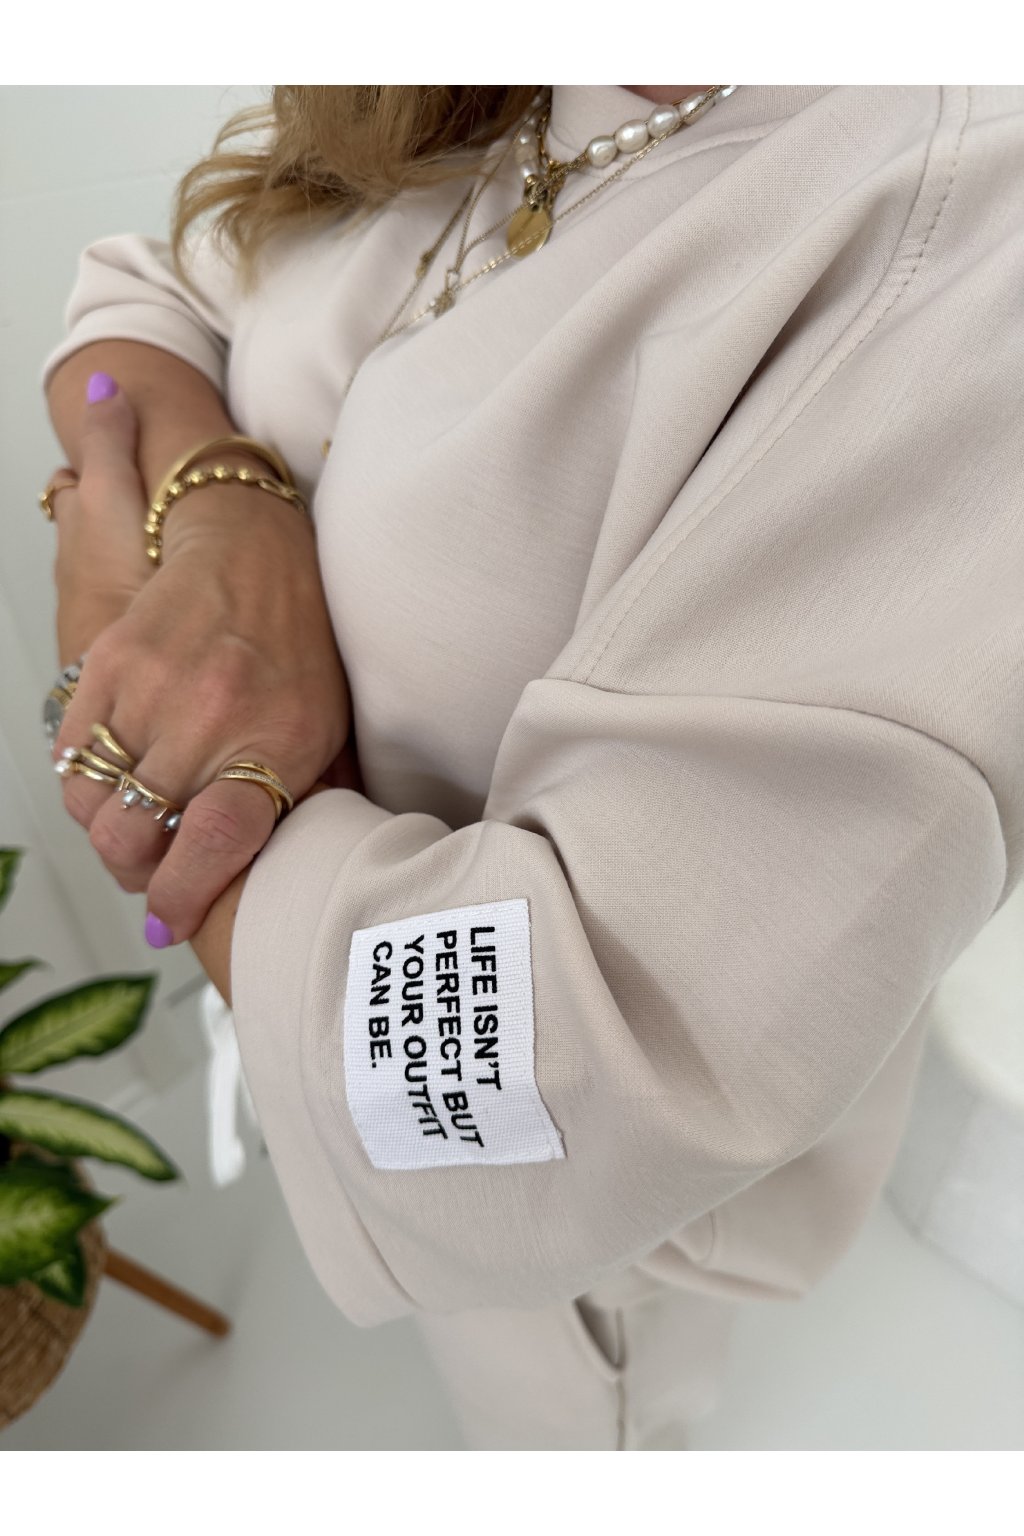 LIFE ISN'T
PERFECT BUT
YOUR OUTFIT
CAN BE.